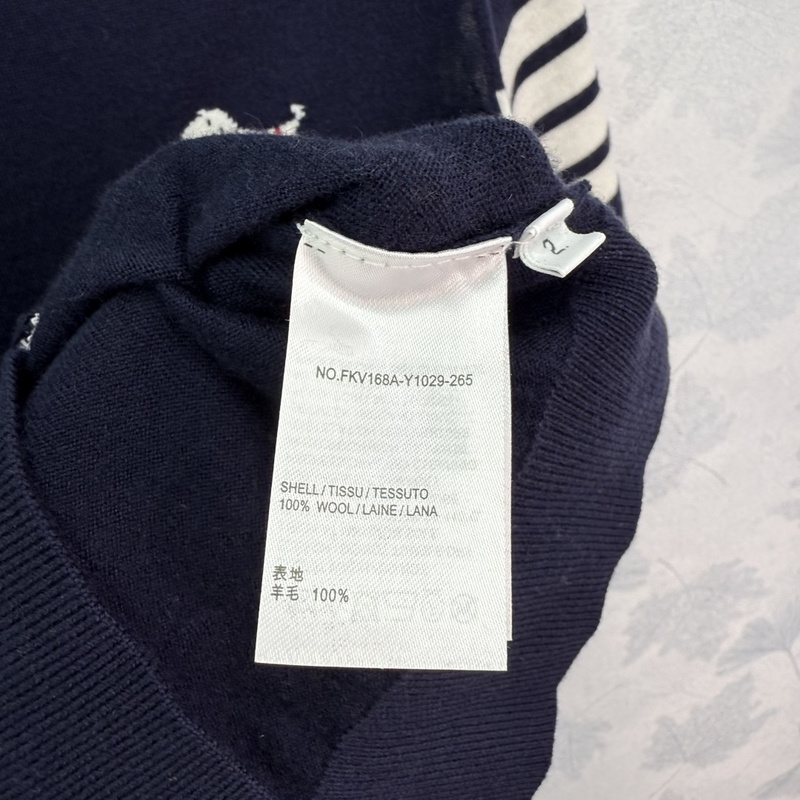 2.
NO.FKV168A-Y1029-265
SHELL / TISSU / TESSUTO
100% WOOL / LAINE / LANA
表地
羊毛 100%